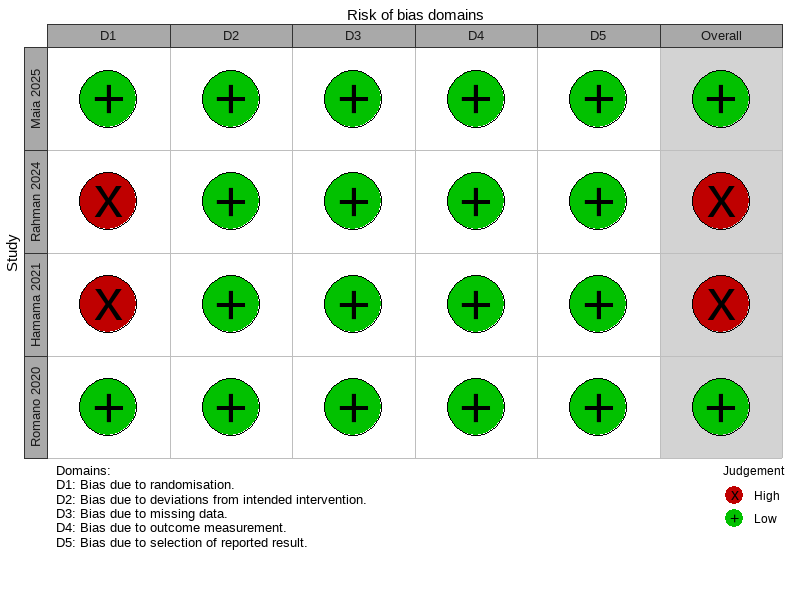 Risk of bias domains
D1 D2 D3 D4 D5 Overall
Study
Maia 2025
+ + + + + +
Rahman 2024
X + + + + X
Hamama 2021
X + + + + X
Romano 2020
+ + + + + +
Domains:
D1: Bias due to randomisation.
D2: Bias due to deviations from intended intervention.
D3: Bias due to missing data.
D4: Bias due to outcome measurement.
D5: Bias due to selection of reported result.
Judgement
X High
+ Low